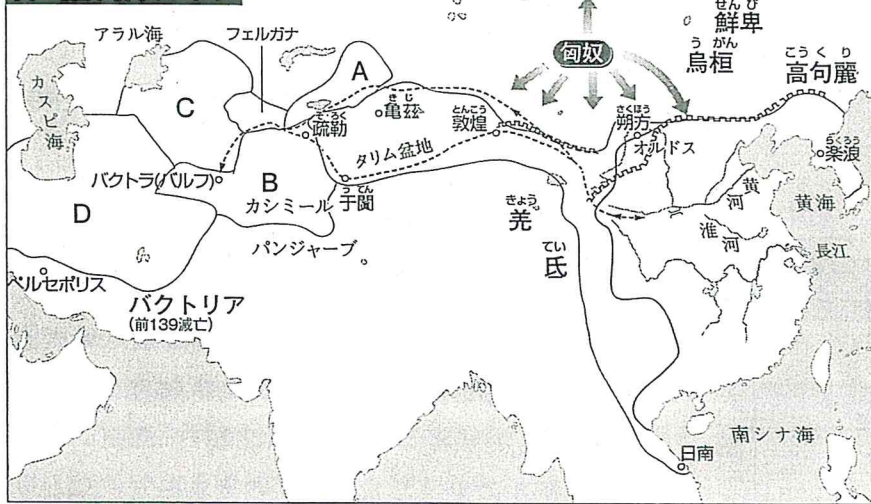 アラル海
フェルガナ
A
匈奴
せんぴ
鮮卑
うがん
烏桓
こうくり
高句麗
カスピ海
C
そろく
疏勒
きじ
亀茲
とんこう
敦煌
さくほう
朔方
オルドス
らくろう
楽浪
タリム盆地
バクトラ(バルフ)
B
カシミール
うてん
于闐
D
パンジャーブ
きょう
羌
てい
氐
黄河
淮河
黄海
長江
ペルセポリス
バクトリア
(前139滅亡)
日南
南シナ海